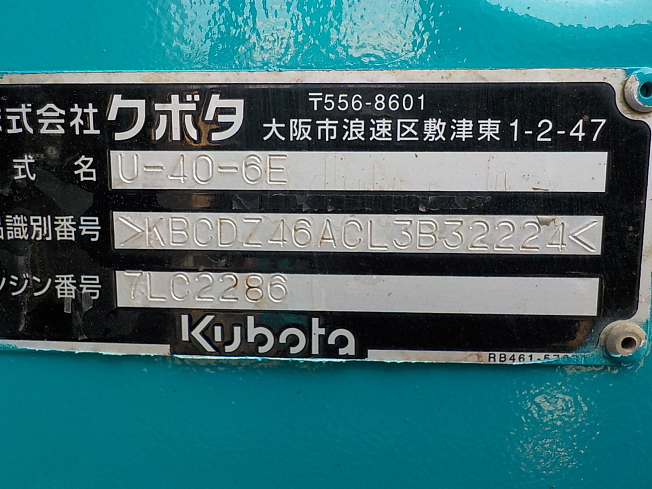 式会社クボタ 〒556-8601
大阪市浪速区敷津東1-2-47
式名 U-40-6E
識別番号 >KBCDZ46ACL3B32224<
ンジン番号 7LC2286
Kubota